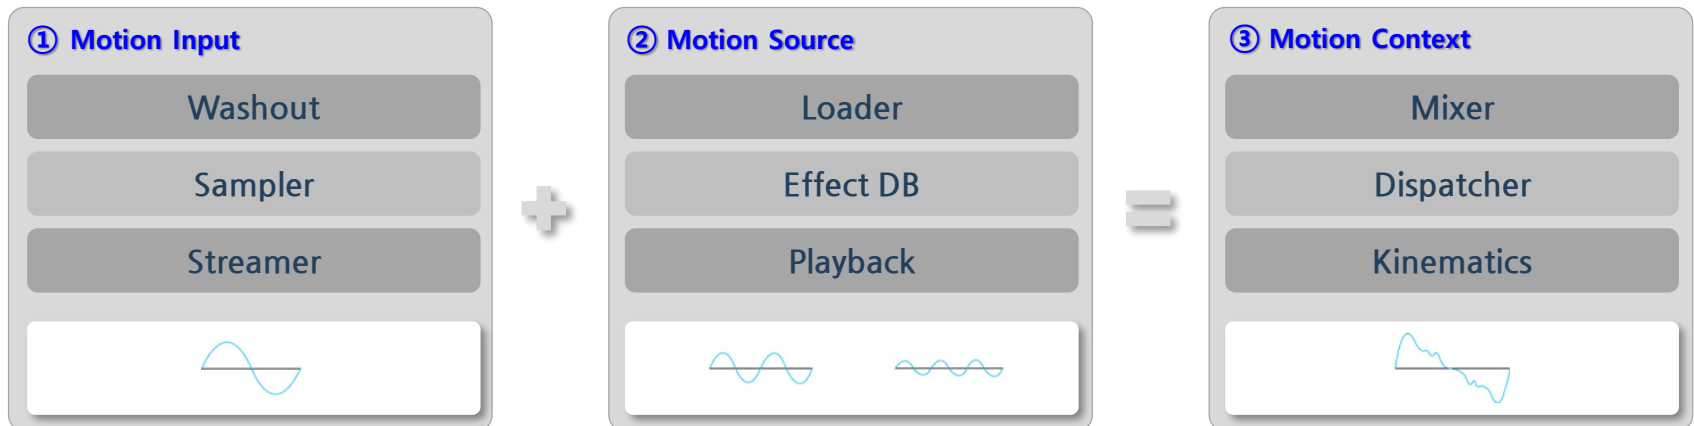 ① Motion Input
Washout
Sampler
Streamer
② Motion Source
Loader
Effect DB
Playback
③ Motion Context
Mixer
Dispatcher
Kinematics